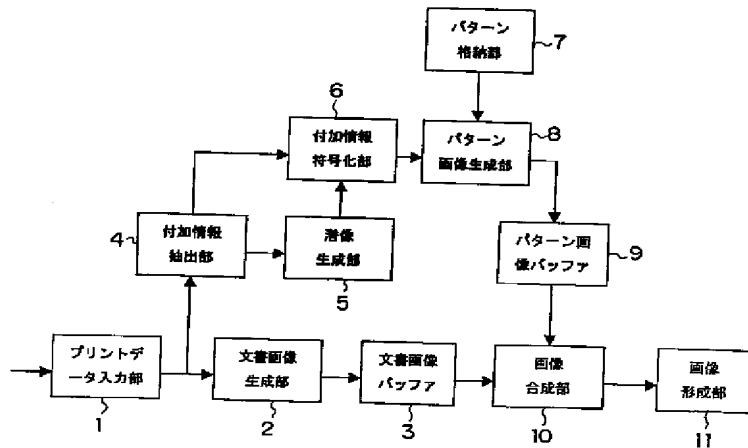 パターン
格納部
7
6
付加情報
符号化部
パターン
画像生成部
8
4
付加情報
抽出部
潜像
生成部
5
パターン画
像バッファ
9
プリントデ
ータ入力部
1
文書画像
生成部
2
文書画像
バッファ
3
画像
合成部
10
画像
形成部
11